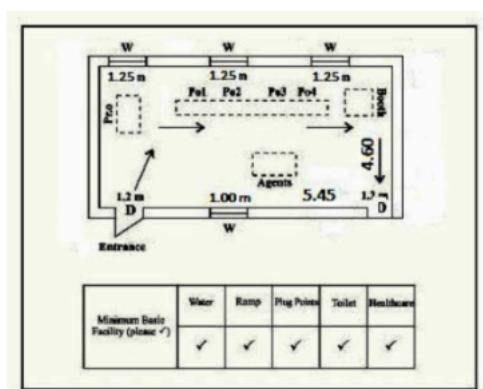 W W W
1.25 m 1.25 m 1.25 m
Po1 Po2 Po3 Po4
Pr.o
Booth
4.60
Agents
1.2 m 1.00 m 5.45
D D
W
Entrance
Water Ramp Plug Points Toilet Healthcare
Minimum Basic
Facility (please ✓) ✓ ✓ ✓ ✓ ✓